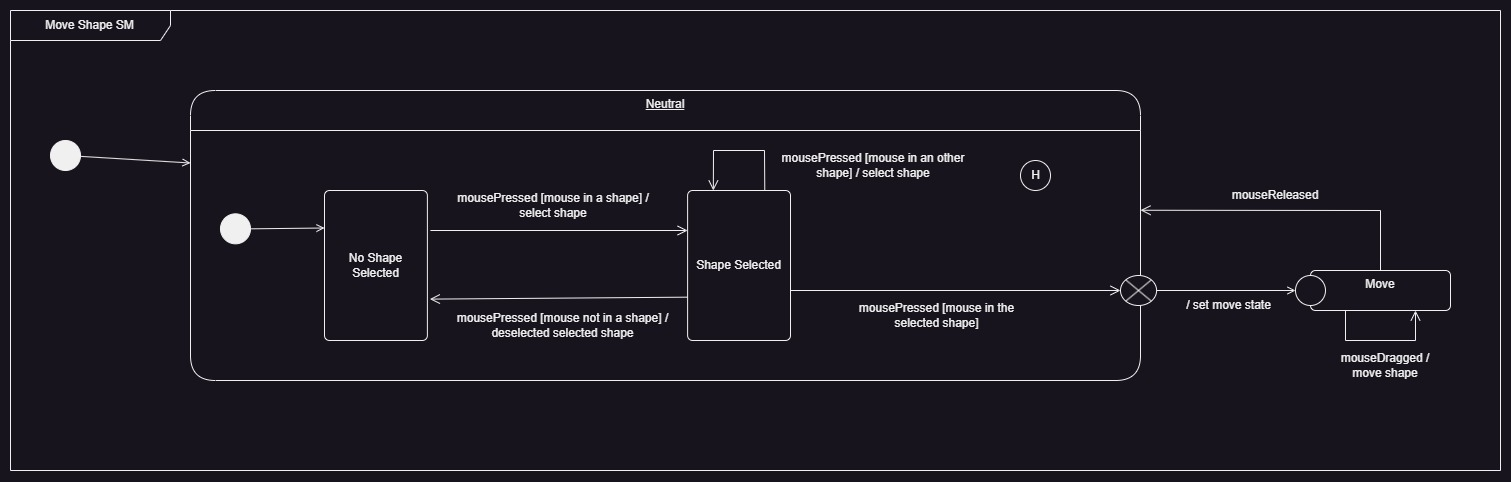 Move Shape SM
Neutral
mousePressed [mouse in an other
shape] / select shape
H
mousePressed [mouse in a shape] /
select shape
mouseReleased
No Shape
Selected
Shape Selected
Move
mousePressed [mouse in the
selected shape]
/ set move state
mousePressed [mouse not in a shape] /
deselected selected shape
mouseDragged /
move shape